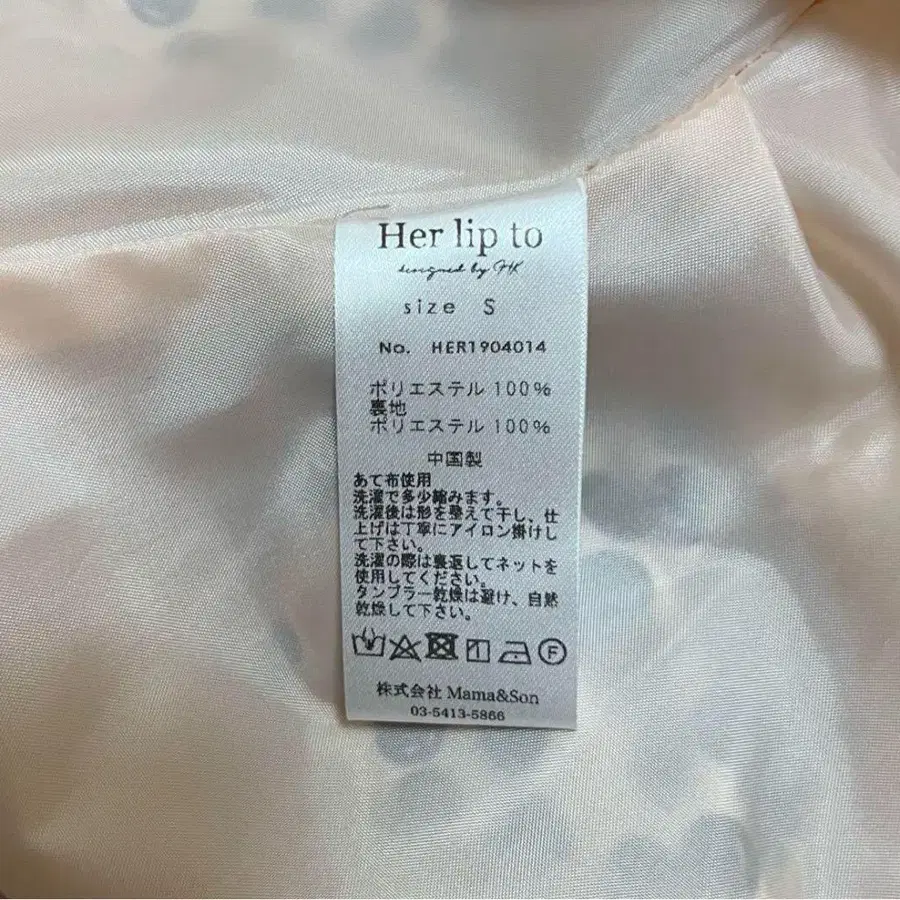 Her lip to
designed by HK
size S
No. HER1904014
ポリエステル 100%
裏地
ポリエステル 100%
中国製
あて布使用
洗濯で多少縮みます。
洗濯後は形を整えて干し、仕
上げは丁寧にアイロン掛けし
て下さい。
洗濯の際は裏返してネットを
使用してください。
タンブラー乾燥は避け、自然
乾燥して下さい。
F
株式会社 Mama&Son
03-5413-5866